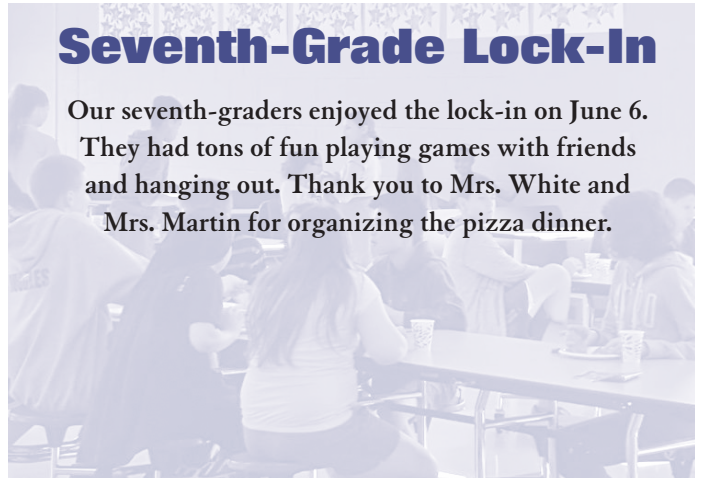 Seventh-Grade Lock-In
Our seventh-graders enjoyed the lock-in on June 6.
They had tons of fun playing games with friends
and hanging out. Thank you to Mrs. White and
Mrs. Martin for organizing the pizza dinner.